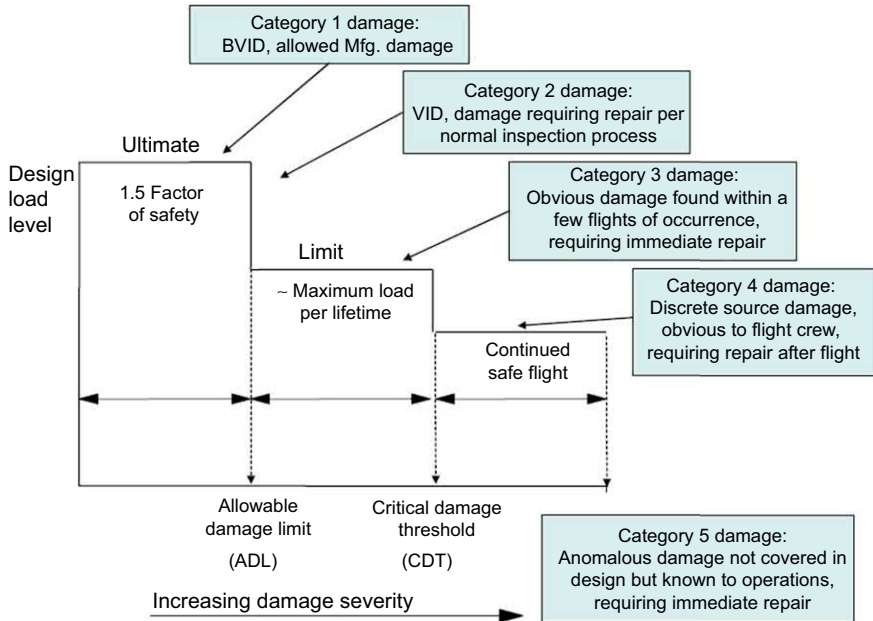 Category 1 damage:
BVID, allowed Mfg. damage
Category 2 damage:
VID, damage requiring repair per
normal inspection process
Ultimate
Design
load
level
1.5 Factor
of safety
Category 3 damage:
Obvious damage found within a
few flights of occurrence,
requiring immediate repair
Limit
~ Maximum load
per lifetime
Category 4 damage:
Discrete source damage,
obvious to flight crew,
requiring repair after flight
Continued
safe flight
Allowable
damage limit
(ADL)
Critical damage
threshold
(CDT)
Category 5 damage:
Anomalous damage not covered in
design but known to operations,
requiring immediate repair
Increasing damage severity